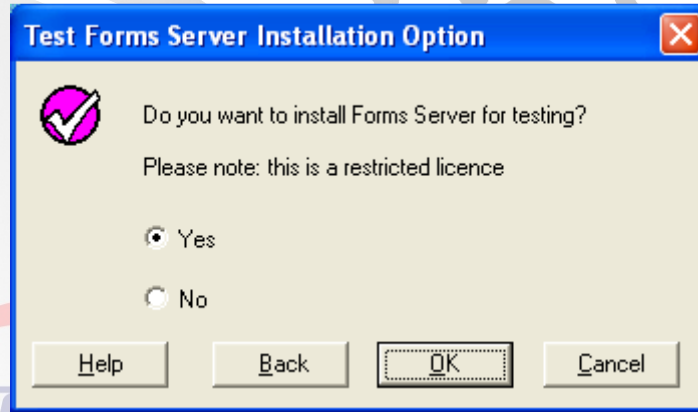 Test Forms Server Installation Option
Do you want to install Forms Server for testing?
Please note: this is a restricted licence
Yes
No
Help Back OK Cancel